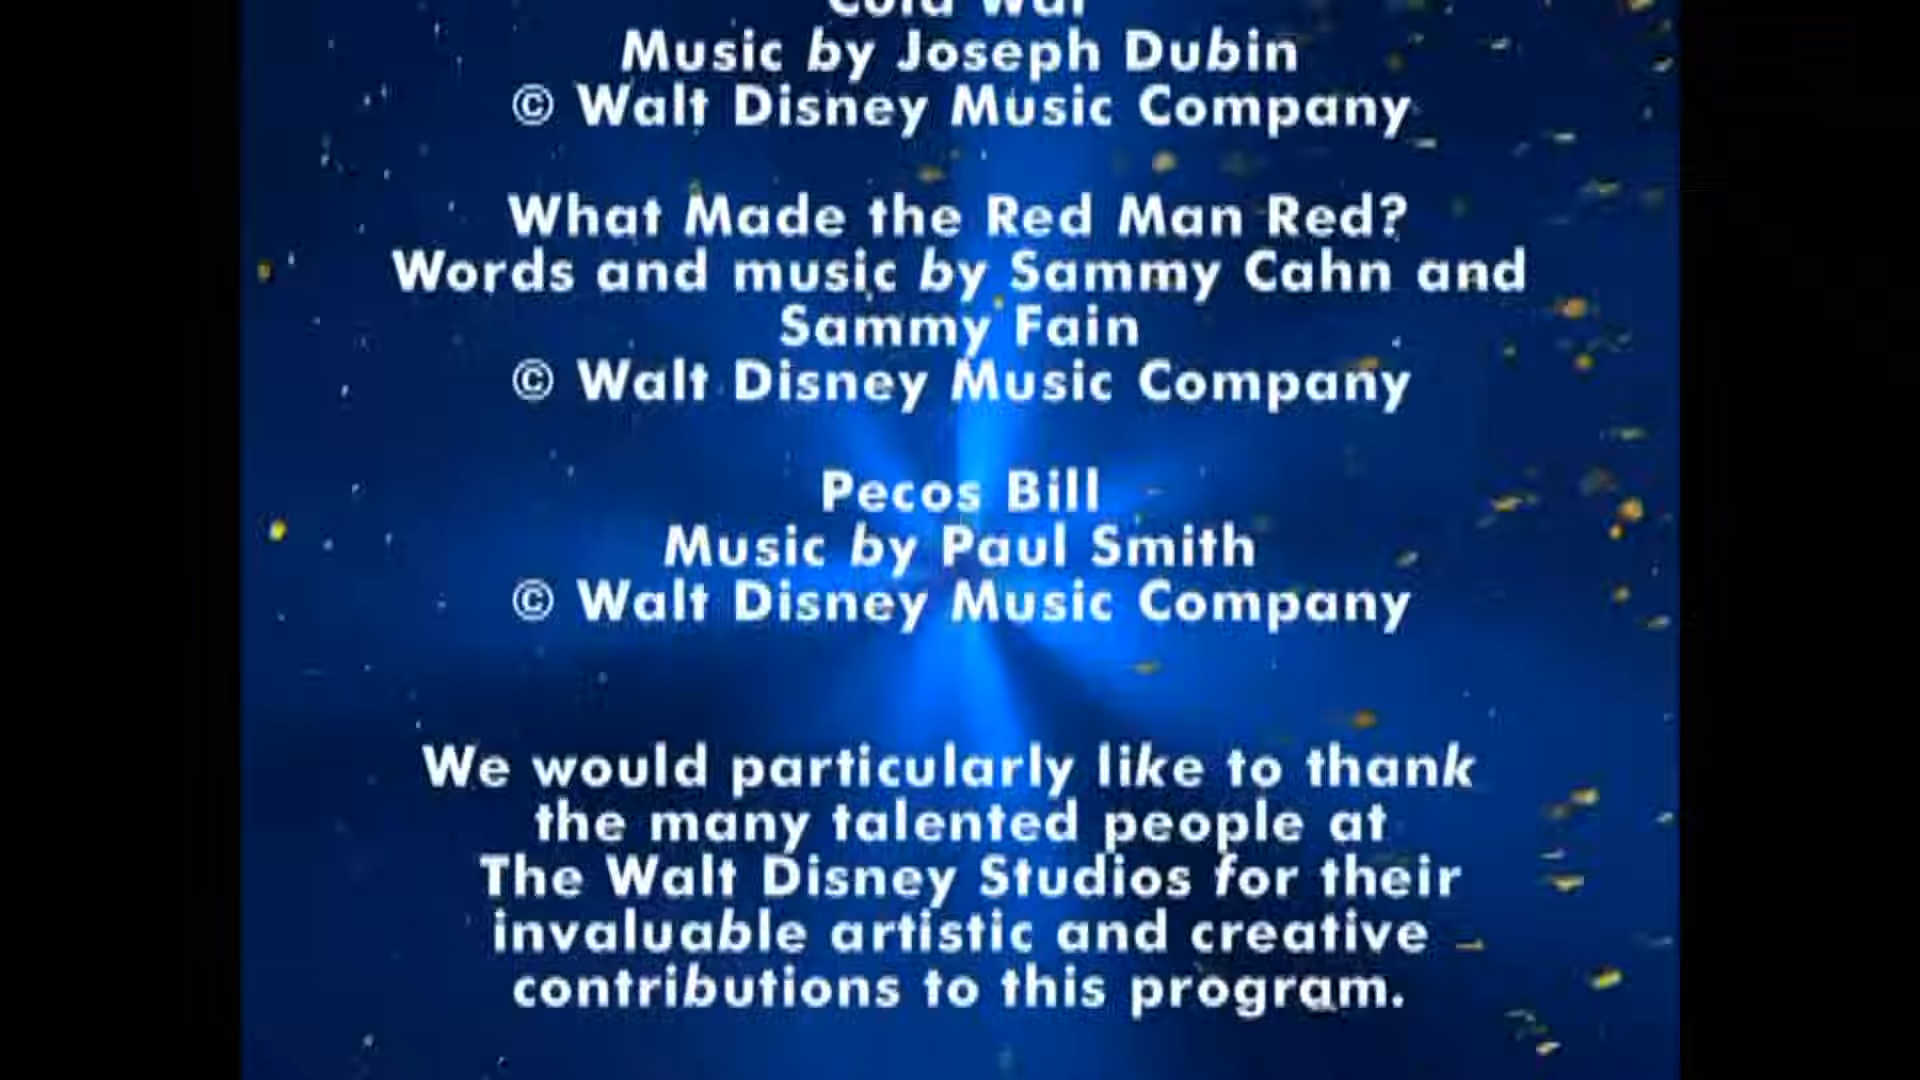 Cold War
Music by Joseph Dubin
© Walt Disney Music Company
What Made the Red Man Red?
Words and music by Sammy Cahn and
Sammy Fain
© Walt Disney Music Company
Pecos Bill
Music by Paul Smith
© Walt Disney Music Company
We would particularly like to thank
the many talented people at
The Walt Disney Studios for their
invaluable artistic and creative
contributions to this program.